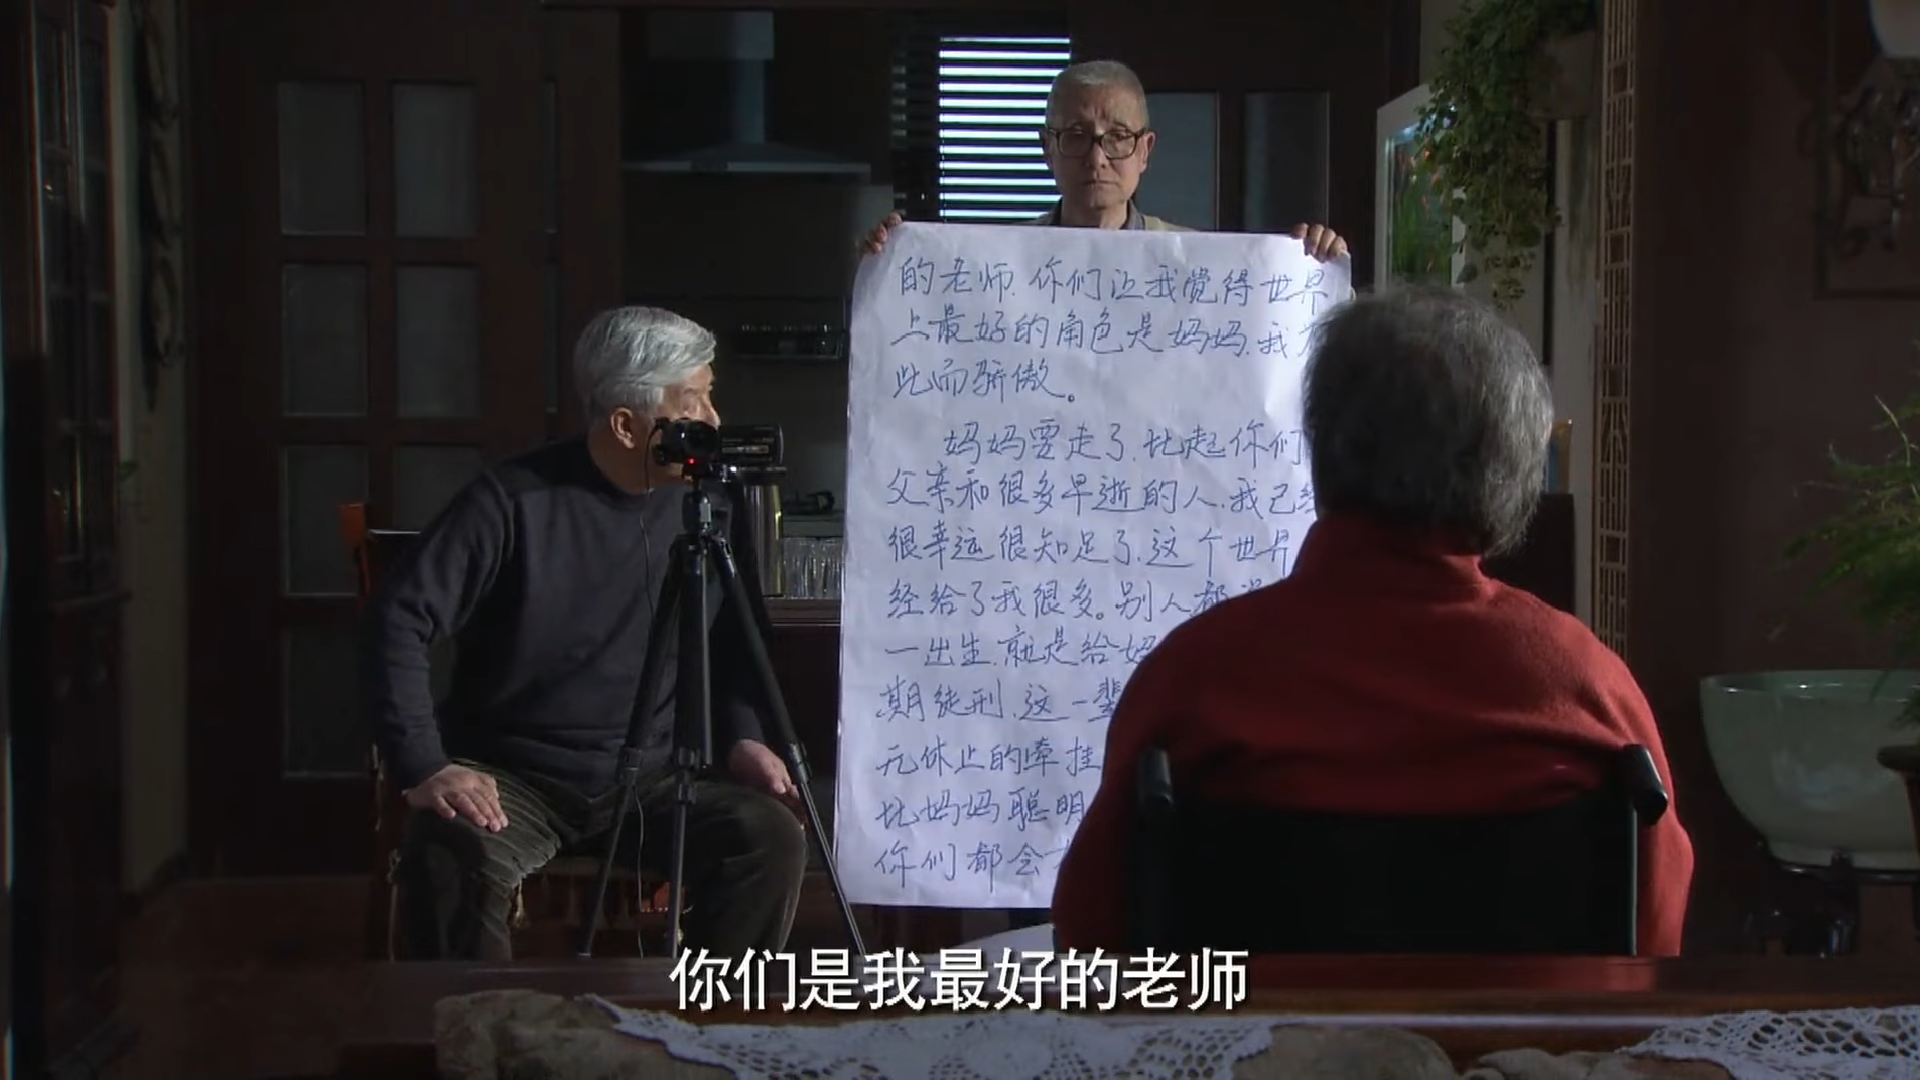 的老师.你们让我觉得世界
上最好的角色是妈妈.我为
此而骄傲。
妈妈要走了.比起你们
父亲和很多早逝的人.我已经
很幸运很知足了.这个世界
经给了我很多。别人都说
一出生.就是给妈
期徒刑.这一辈
无休止的牵挂
比妈妈聪明
你们都会
你们是我最好的老师